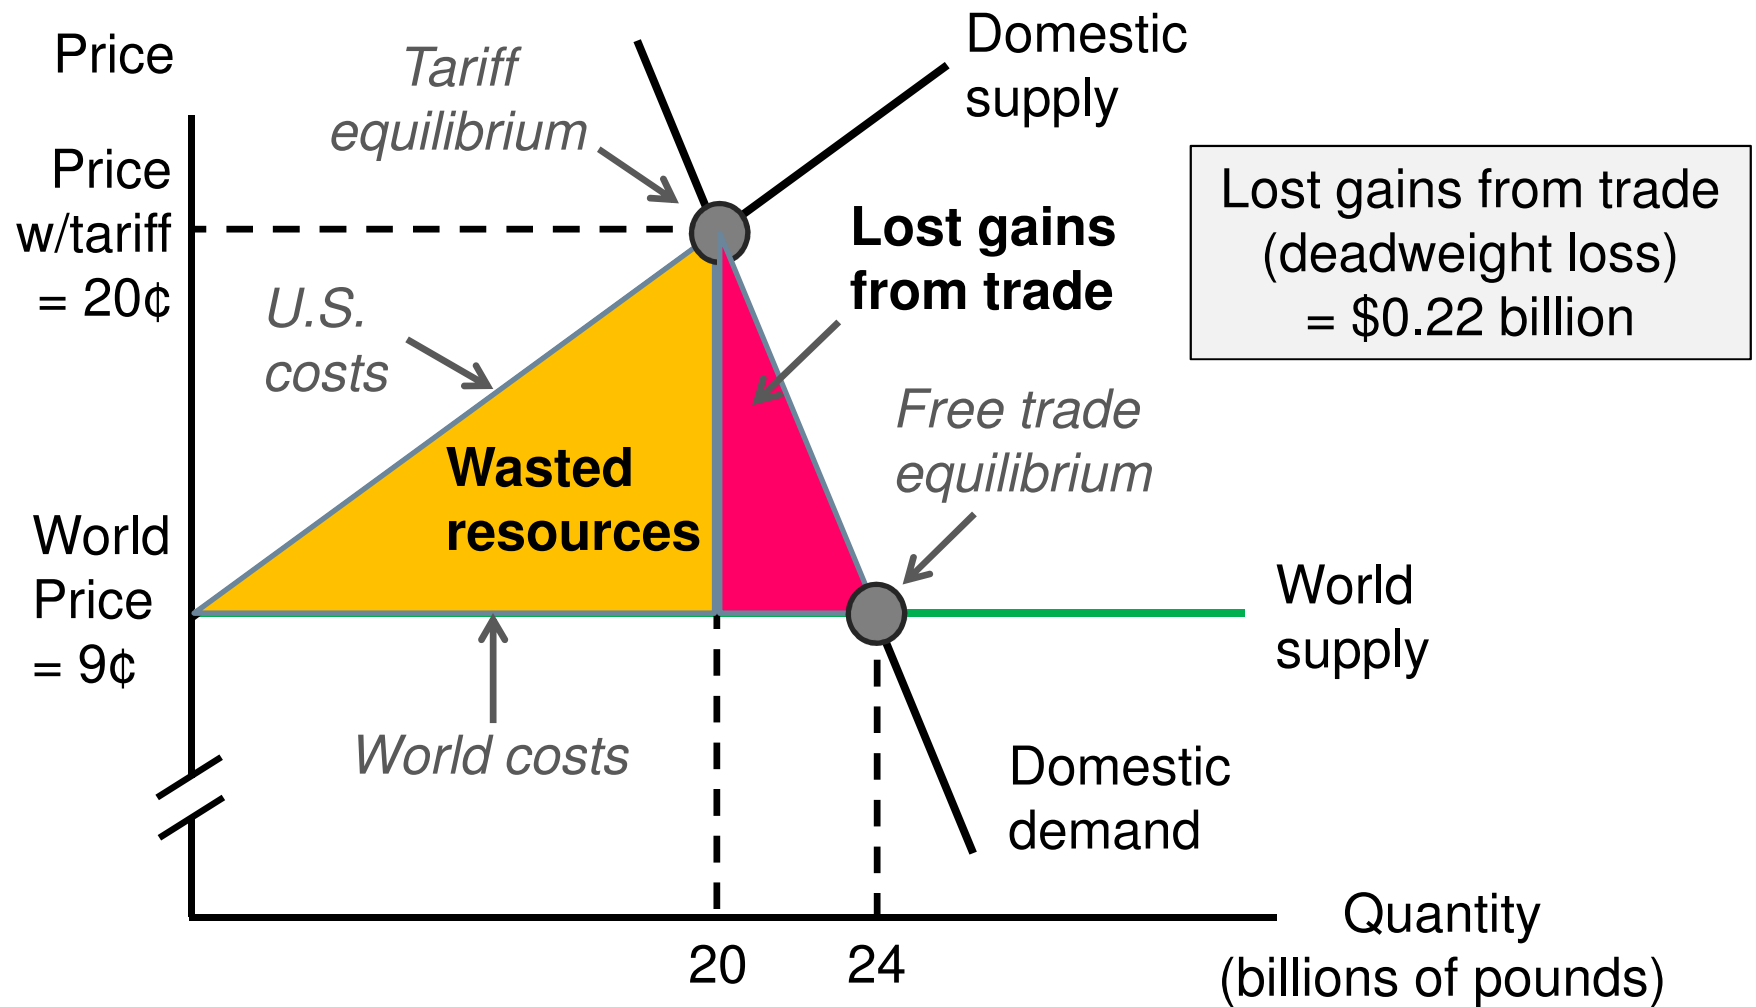 Price
Tariff
equilibrium
Domestic
supply
Price
w/tariff
= 20¢
Lost gains from trade
(deadweight loss)
= $0.22 billion
Lost gains
from trade
U.S.
costs
Free trade
equilibrium
Wasted
resources
World
Price
= 9¢
World
supply
World costs
Domestic
demand
20
24
Quantity
(billions of pounds)